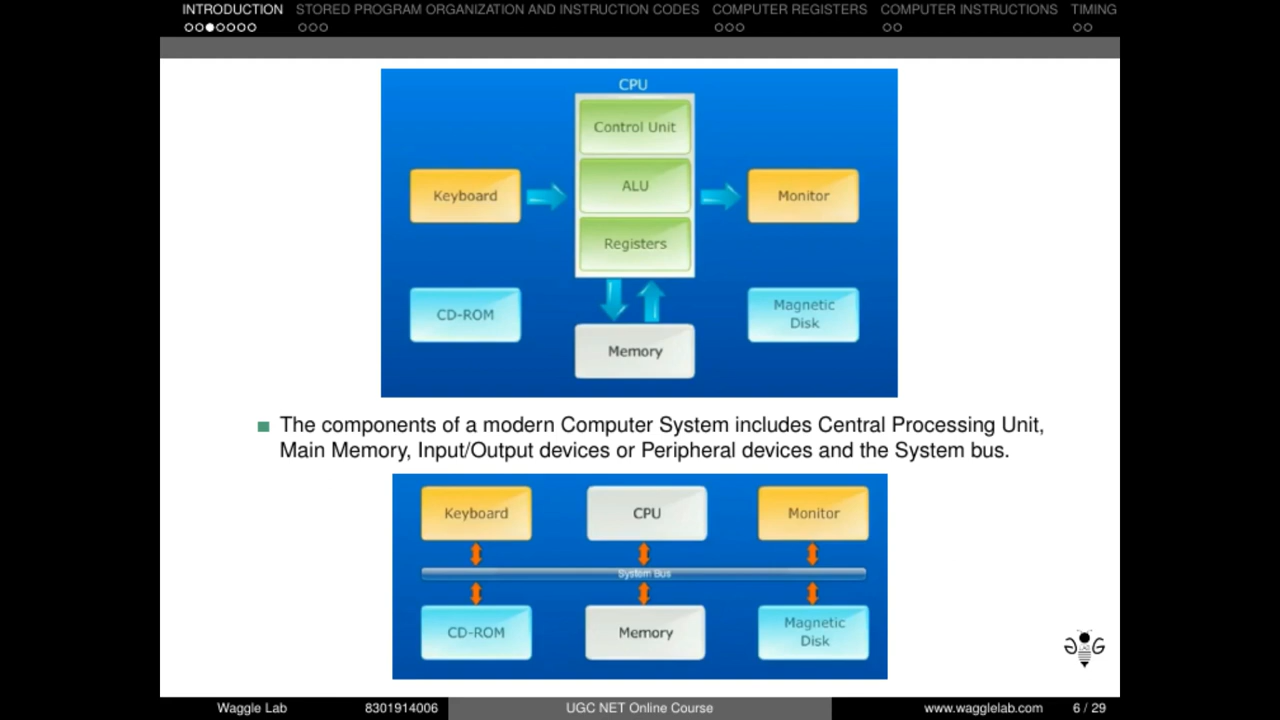 INTRODUCTION STORED PROGRAM ORGANIZATION AND INSTRUCTION CODES COMPUTER REGISTERS COMPUTER INSTRUCTIONS TIMING
CPU
Control Unit
Keyboard ALU Monitor
Registers
CD-ROM Magnetic Disk
Memory
The components of a modern Computer System includes Central Processing Unit,
Main Memory, Input/Output devices or Peripheral devices and the System bus.
Keyboard CPU Monitor
System Bus
CD-ROM Memory Magnetic Disk
Waggle Lab 8301914006 UGC NET Online Course www.wagglelab.com 6 / 29